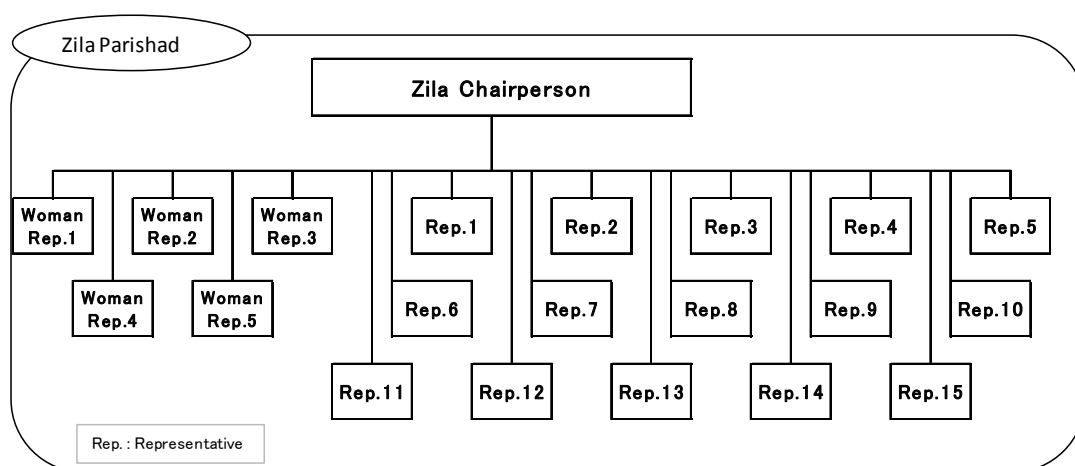 Zila Parishad
Zila Chairperson
Woman
Rep.1
Woman
Rep.2
Woman
Rep.3
Rep.1
Rep.2
Rep.3
Rep.4
Rep.5
Woman
Rep.4
Woman
Rep.5
Rep.6
Rep.7
Rep.8
Rep.9
Rep.10
Rep.11
Rep.12
Rep.13
Rep.14
Rep.15
Rep. : Representative